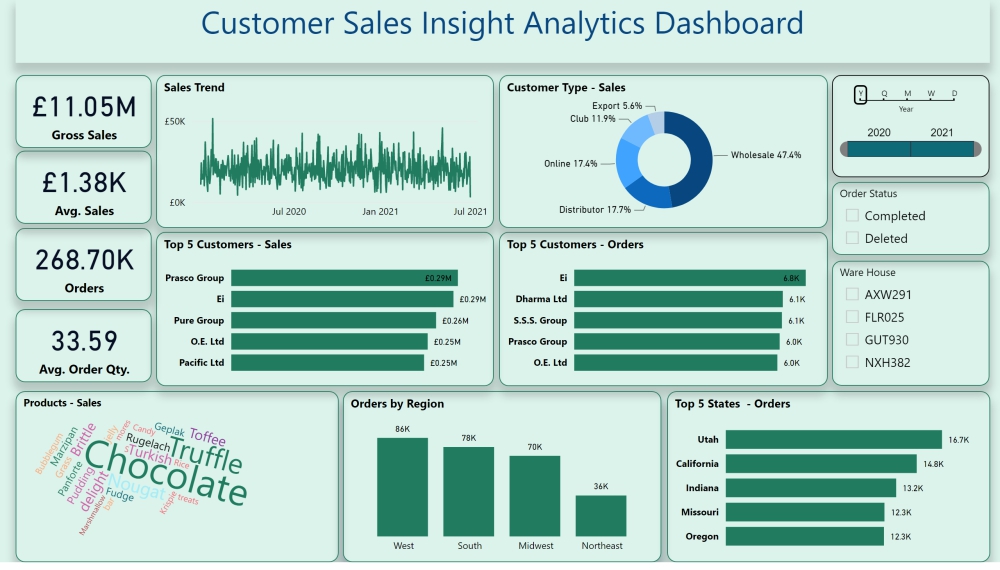 Customer Sales Insight Analytics Dashboard
£11.05M
Gross Sales
£1.38K
Avg. Sales
268.70K
Orders
33.59
Avg. Order Qty.
Sales Trend
£50K
£0K
Jul 2020
Jan 2021
Jul 2021
Customer Type - Sales
Export 5.6%
Club 11.9%
Online 17.4%
Wholesale 47.4%
Distributor 17.7%
Y Q M W D
Year
2020 2021
Order Status
Completed
Deleted
Ware House
AXW291
FLR025
GUT930
NXH382
Top 5 Customers - Sales
Prasco Group £0.29M
Ei £0.29M
Pure Group £0.26M
O.E. Ltd £0.25M
Pacific Ltd £0.25M
Top 5 Customers - Orders
Ei 6.8K
Dharma Ltd 6.1K
S.S.S. Group 6.1K
Prasco Group 6.0K
O.E. Ltd 6.0K
Products - Sales
Bubblegum
Marzipan
Grass
Panforte
Brittle
Pudding
delight
Marshmallow
bar
Fudge
Jelly
mores
S
Candy
Geplak
Toffee
Rugelach
Truffle
Turkish
Rice
Chocolate
Nougat
Krispie
treats
Orders by Region
86K
78K
70K
36K
West
South
Midwest
Northeast
Top 5 States - Orders
Utah 16.7K
California 14.8K
Indiana 13.2K
Missouri 12.3K
Oregon 12.3K